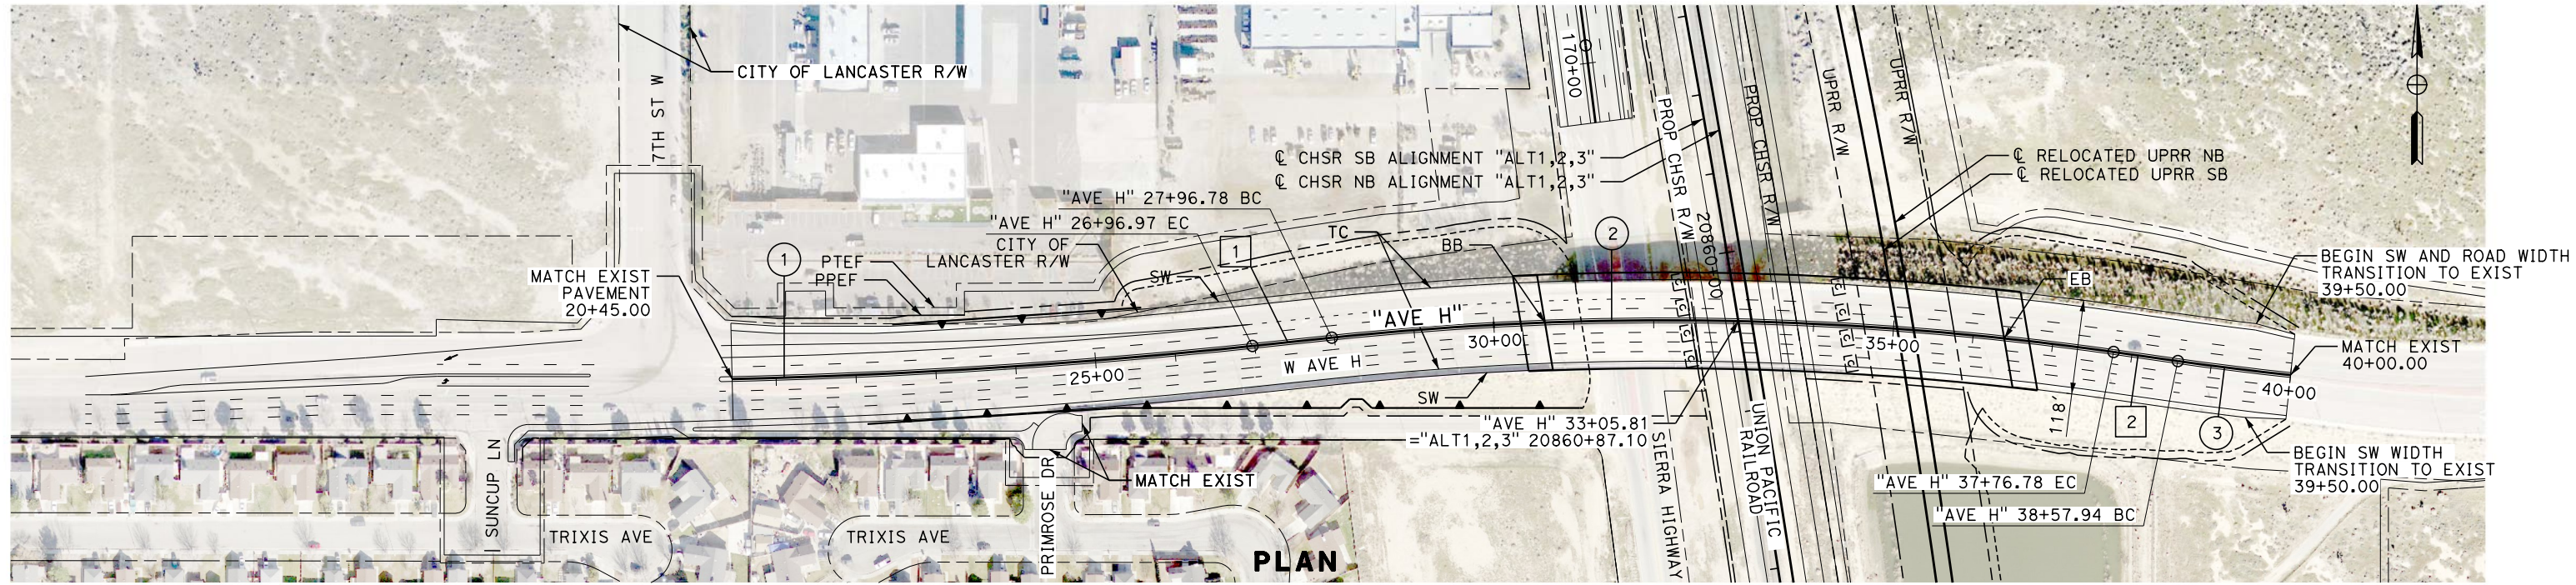 CITY OF LANCASTER R/W
7TH ST W
170+00
PROP CHSR R/W
PROP CHSR R/W
UPRR R/W
UPRR R/W
℄ CHSR SB ALIGNMENT "ALT1,2,3"
℄ CHSR NB ALIGNMENT "ALT1,2,3"
℄ RELOCATED UPRR NB
℄ RELOCATED UPRR SB
"AVE H" 27+96.78 BC
"AVE H" 26+96.97 EC
CITY OF
LANCASTER R/W
1
TC
BB
2
20860+00
1
PTEF
PPEF
SW
MATCH EXIST
PAVEMENT
20+45.00
BEGIN SW AND ROAD WIDTH
TRANSITION TO EXIST
39+50.00
EB
"AVE H"
30+00
35+00
W AVE H
25+00
C
C
C
C
C
C
C
C
C
C
MATCH EXIST
40+00.00
40+00
SW
118'
2
3
"AVE H" 33+05.81
="ALT1,2,3" 20860+87.10
SIERRA HIGHWAY
UNION PACIFIC
RAILROAD
BEGIN SW WIDTH
TRANSITION TO EXIST
39+50.00
"AVE H" 37+76.78 EC
"AVE H" 38+57.94 BC
MATCH EXIST
SUNCUP LN
TRIXIS AVE
TRIXIS AVE
PRIMROSE DR
PLAN